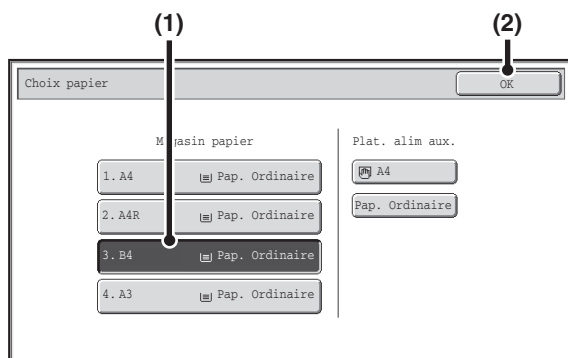 (1) (2)
Choix papier OK
Magasin papier Plat. alim aux.
1. A4 Pap. Ordinaire A4
2. A4R Pap. Ordinaire Pap. Ordinaire
3. B4 Pap. Ordinaire
4. A3 Pap. Ordinaire